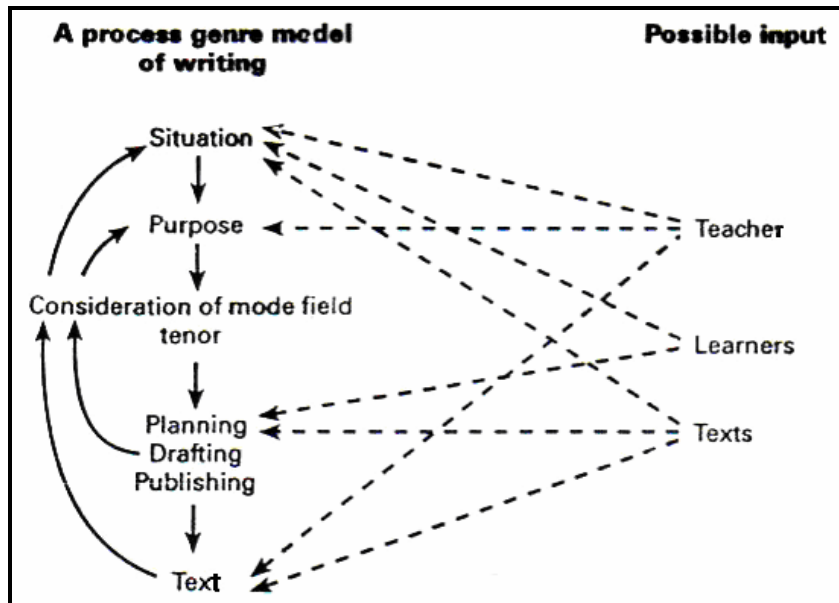 A process genre model
of writing
Possible input
Situation
Purpose
Consideration of mode field
tenor
Planning
Drafting
Publishing
Text
Teacher
Learners
Texts